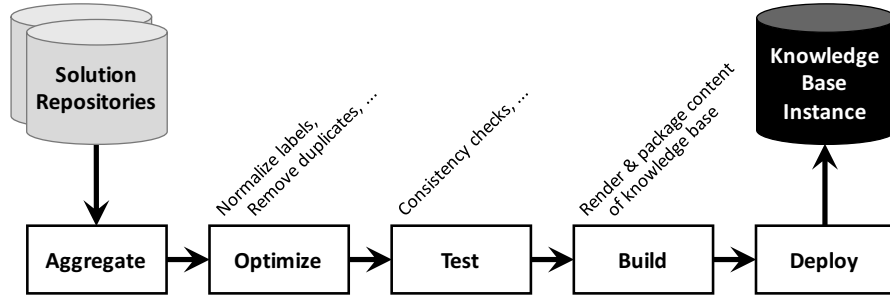 Solution
Repositories
Knowledge
Base
Instance
Normalize labels,
Remove duplicates, ...
Consistency checks, ...
Render & package content
of knowledge base
Aggregate
Optimize
Test
Build
Deploy